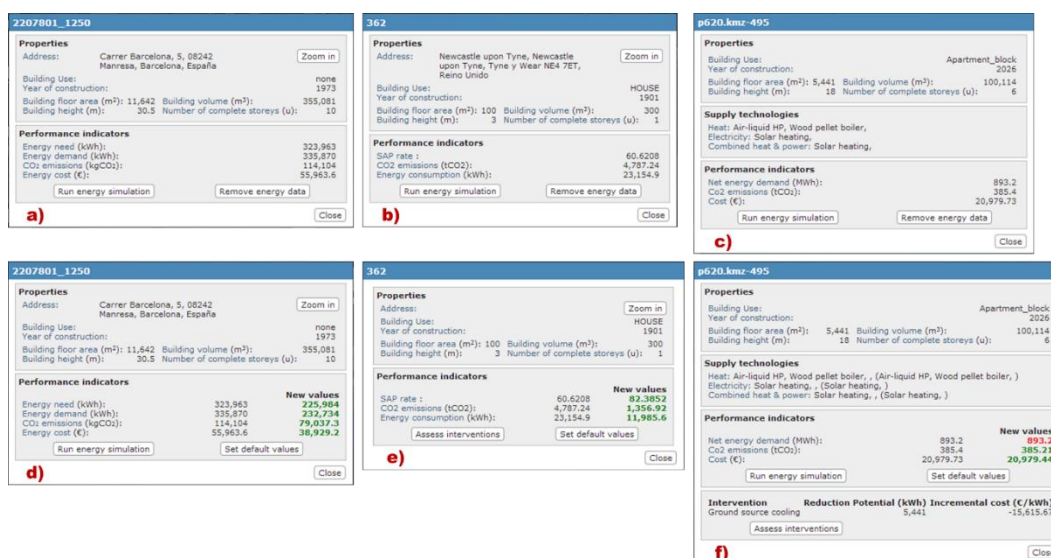 2207801_1250
Properties
Address: Carrer Barcelona, 5, 08242 Zoom in
Manresa, Barcelona, España
Building Use: none
Year of construction: 1973
Building floor area (m²): 11,642 Building volume (m³): 355,081
Building height (m): 30.5 Number of complete storeys (u): 10
Performance indicators
Energy need (kWh): 323,963
Energy demand (kWh): 335,870
CO₂ emissions (kgCO₂): 114,104
Energy cost (€): 55,963.6
Run energy simulation Remove energy data
Close
a)
362
Properties
Address: Newcastle upon Tyne, Newcastle Zoom in
upon Tyne, Tyne y Wear NE4 7ET,
Reino Unido
Building Use: HOUSE
Year of construction: 1901
Building floor area (m²): 100 Building volume (m³): 300
Building height (m): 3 Number of complete storeys (u): 1
Performance indicators
SAP rate : 60.6208
CO2 emissions (tCO2): 4,787.24
Energy consumption (kWh): 23,154.9
Run energy simulation Remove energy data
Close
b)
p620.kmz-495
Properties
Building Use: Apartment_block
Year of construction: 2026
Building floor area (m²): 5,441 Building volume (m³): 100,114
Building height (m): 18 Number of complete storeys (u): 6
Supply technologies
Heat: Air-liquid HP, Wood pellet boiler,
Electricity: Solar heating,
Combined heat & power: Solar heating,
Performance indicators
Net energy demand (MWh): 893.2
Co2 emissions (tCO₂): 385.4
Cost (€): 20,979.73
Run energy simulation Remove energy data
Close
c)
2207801_1250
Properties
Address: Carrer Barcelona, 5, 08242 Zoom in
Manresa, Barcelona, España
Building Use: none
Year of construction: 1973
Building floor area (m²): 11,642 Building volume (m³): 355,081
Building height (m): 30.5 Number of complete storeys (u): 10
Performance indicators
New values
Energy need (kWh): 323,963 225,984
Energy demand (kWh): 335,870 232,734
CO₂ emissions (kgCO₂): 114,104 79,037.3
Energy cost (€): 55,963.6 38,929.2
Run energy simulation Set default values
Close
d)
362
Properties
Address: Zoom in
Building Use: HOUSE
Year of construction: 1901
Building floor area (m²): 100 Building volume (m³): 300
Building height (m): 3 Number of complete storeys (u): 1
Performance indicators
New values
SAP rate : 60.6208 82.3852
CO2 emissions (tCO2): 4,787.24 1,356.92
Energy consumption (kWh): 23,154.9 11,985.6
Assess interventions Set default values
Close
e)
p620.kmz-495
Properties
Building Use: Apartment_block
Year of construction: 2026
Building floor area (m²): 5,441 Building volume (m³): 100,114
Building height (m): 18 Number of complete storeys (u): 6
Supply technologies
Heat: Air-liquid HP, Wood pellet boiler, , (Air-liquid HP, Wood pellet boiler, )
Electricity: Solar heating, , (Solar heating, )
Combined heat & power: Solar heating, , (Solar heating, )
Performance indicators
New values
Net energy demand (MWh): 893.2 893.2
Co2 emissions (tCO₂): 385.4 385.21
Cost (€): 20,979.73 20,979.44
Run energy simulation Set default values
Intervention Reduction Potential (kWh) Incremental cost (€/kWh)
Ground source cooling 5,441 -15,615.67
Assess interventions
Close
f)